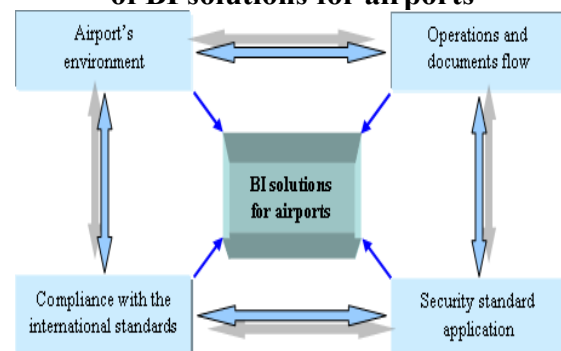 of BI solutions for airports
Airport's
environment
Operations and
documents flow
BI solutions
for airports
Compliance with the
international standards
Security standard
application